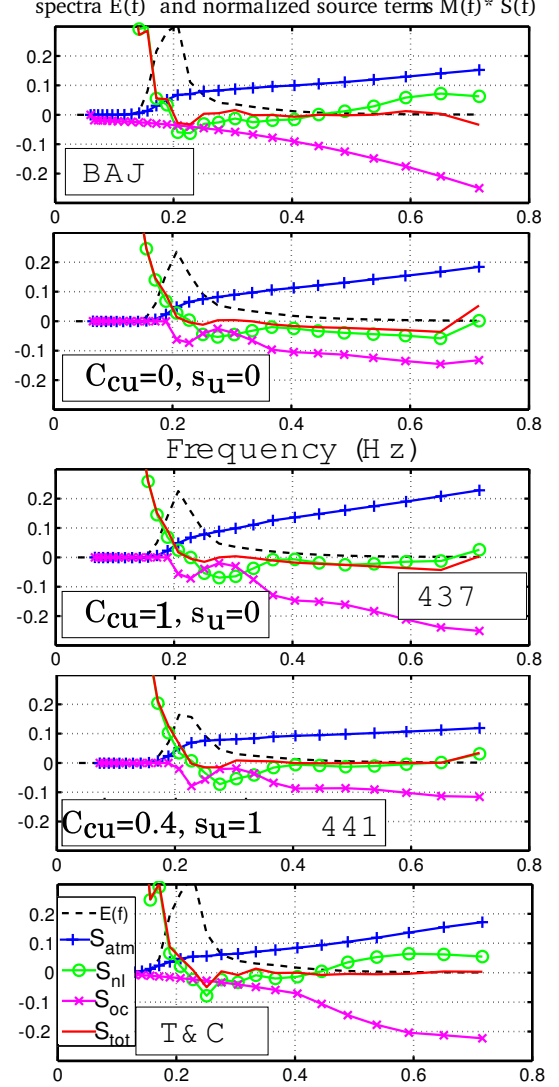 spectra E(f) and normalized source terms M(f)* S(f)
0.2
0.1
0
-0.1
-0.2
BAJ
0 0.2 0.4 0.6 0.8
0.2
0.1
0
-0.1
-0.2
Ccu=0, su=0
0 0.2 0.4 0.6 0.8
Frequency (Hz)
0.2
0.1
0
-0.1
-0.2
437
Ccu=1, su=0
0 0.2 0.4 0.6 0.8
0.2
0.1
0
-0.1
-0.2
Ccu=0.4, su=1 441
0 0.2 0.4 0.6 0.8
0.2
0.1
0
-0.1
-0.2
E(f)
Satm
Snl
Soc
Stot
T&C
0 0.2 0.4 0.6 0.8